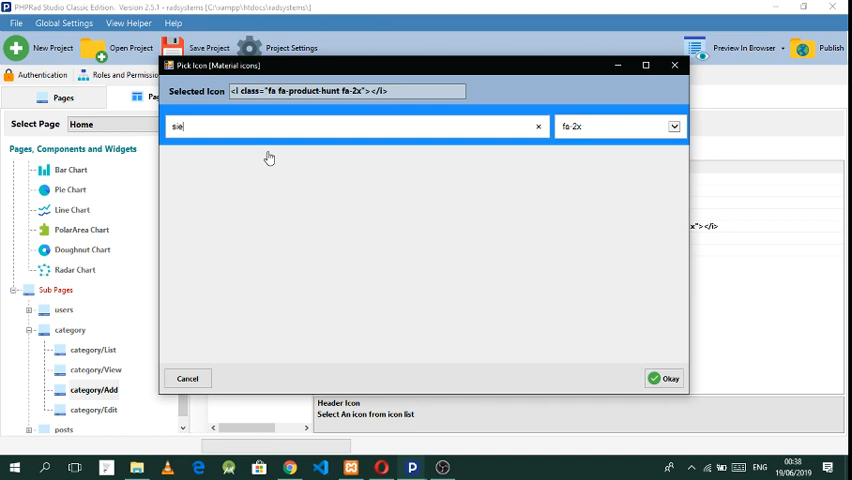 PHPRad Studio Classic Edition. Version - 2.5.1 - [C:\xampp\htdocs\radsystems\]
File Global Settings View Helper Help
New Project Open Project Save Project Project Settings Preview In Browser Publish
Authentication Roles and Permissio
Pages Pag
Select Page Home
Pages, Components and Widgets
Bar Chart
Pie Chart
Line Chart
PolarArea Chart
Doughnut Chart
Radar Chart
Sub Pages
users
category
category/List
category/View
category/Add
category/Edit
posts
Pick Icon [Material icons]
Selected Icon <i class="fa fa-product-hunt fa-2x"></i>
sie
fa-2x
x"></i>
Cancel Okay
Header Icon
Select An icon from icon list
ENG 00:38
19/06/2019